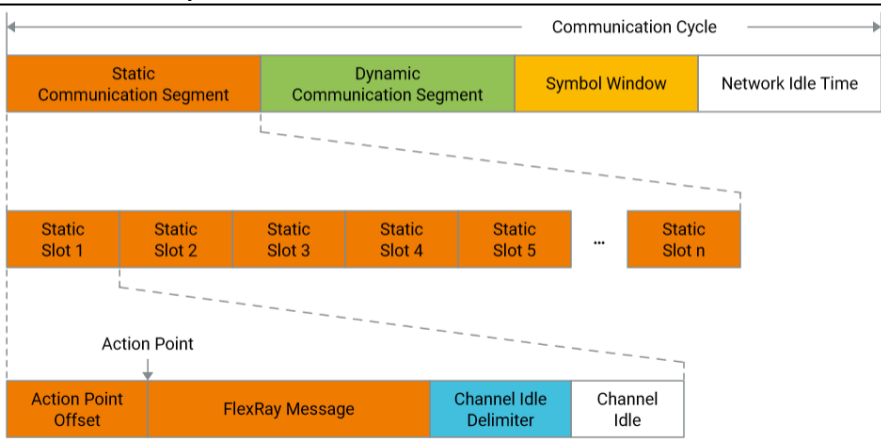 Communication Cycle
Static
Communication Segment
Dynamic
Communication Segment
Symbol Window
Network Idle Time
Static
Slot 1
Static
Slot 2
Static
Slot 3
Static
Slot 4
Static
Slot 5
...
Static
Slot n
Action Point
Action Point
Offset
FlexRay Message
Channel Idle
Delimiter
Channel
Idle